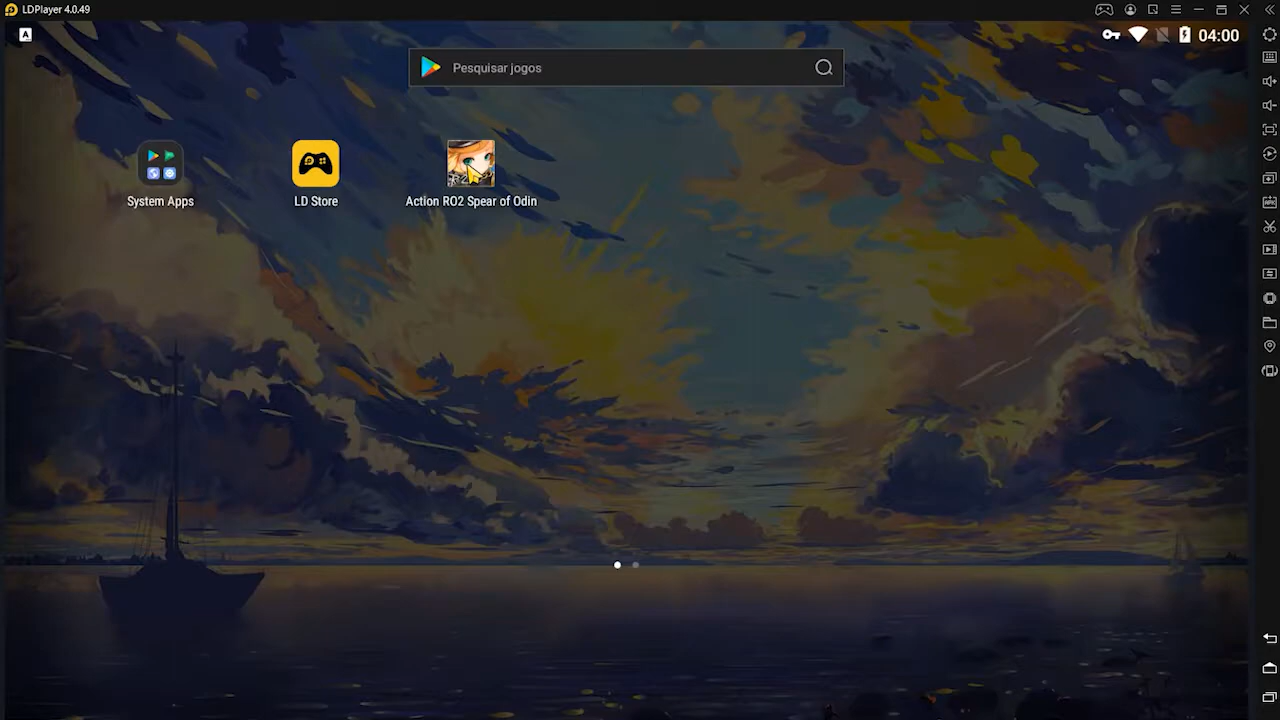 LDPlayer 4.0.49
A
04:00
Pesquisar jogos
System Apps
LD Store
Action RO2 Spear of Odin